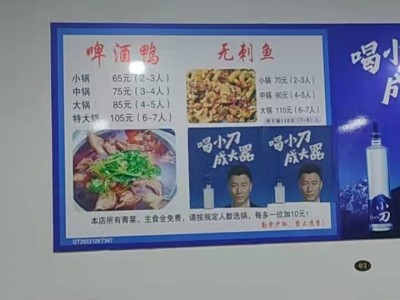 啤酒鸭
小锅 65元(2-3人)
中锅 75元(3-4人)
大锅 85元(4-5人)
特大锅 105元(6-7人)
无刺鱼
小锅 70元(2-3人)
中锅 90元(4-5人)
大锅 110元(6-7人)
喝小刀
成大器
喝小刀
成大器
本店所有青菜、主食全免费,请按规定人数选锅,每多一位加10元!
喝小
成大
小刀
03